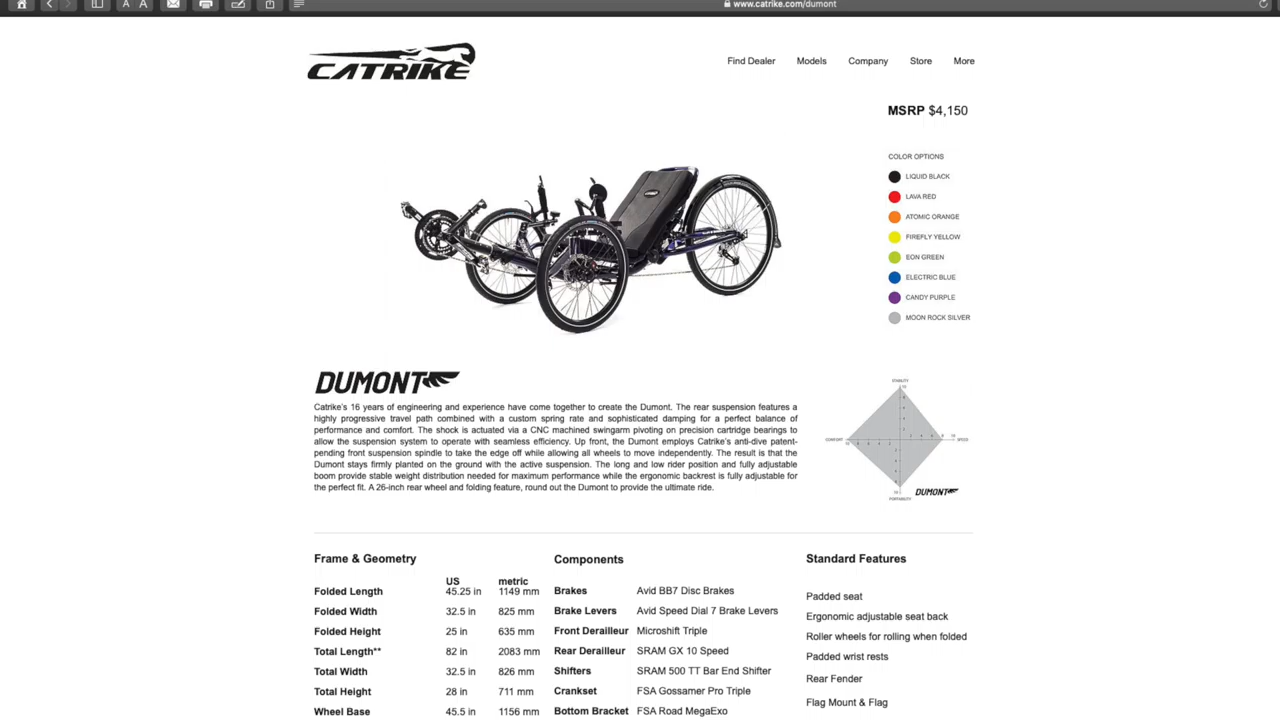 A A
www.catrike.com/dumont
CATRIKE
Find Dealer Models Company Store More
MSRP $4,150
COLOR OPTIONS
LIQUID BLACK
LAVA RED
ATOMIC ORANGE
FIREFLY YELLOW
EON GREEN
ELECTRIC BLUE
CANDY PURPLE
MOON ROCK SILVER
DUMONT
Catrike's 16 years of engineering and experience have come together to create the Dumont. The rear suspension features a
highly progressive travel path combined with a custom spring rate and sophisticated damping for a perfect balance of
performance and comfort. The shock is actuated via a CNC machined swingarm pivoting on precision cartridge bearings to
allow the suspension system to operate with seamless efficiency. Up front, the Dumont employs Catrike's anti-dive patent-
pending front suspension spindle to take the edge off while allowing all wheels to move independently. The result is that the
Dumont stays firmly planted on the ground with the active suspension. The long and low rider position and fully adjustable
boom provide stable weight distribution needed for maximum performance while the ergonomic backrest is fully adjustable for
the perfect fit. A 26-inch rear wheel and folding feature, round out the Dumont to provide the ultimate ride.
STABILITY
COMFORT
SPEED
PORTABILITY
DUMONT
Frame & Geometry
US metric
Folded Length 45.25 in 1149 mm
Folded Width 32.5 in 825 mm
Folded Height 25 in 635 mm
Total Length** 82 in 2083 mm
Total Width 32.5 in 826 mm
Total Height 28 in 711 mm
Wheel Base 45.5 in 1156 mm
Components
Brakes Avid BB7 Disc Brakes
Brake Levers Avid Speed Dial 7 Brake Levers
Front Derailleur Microshift Triple
Rear Derailleur SRAM GX 10 Speed
Shifters SRAM 500 TT Bar End Shifter
Crankset FSA Gossamer Pro Triple
Bottom Bracket FSA Road MegaExo
Standard Features
Padded seat
Ergonomic adjustable seat back
Roller wheels for rolling when folded
Padded wrist rests
Rear Fender
Flag Mount & Flag